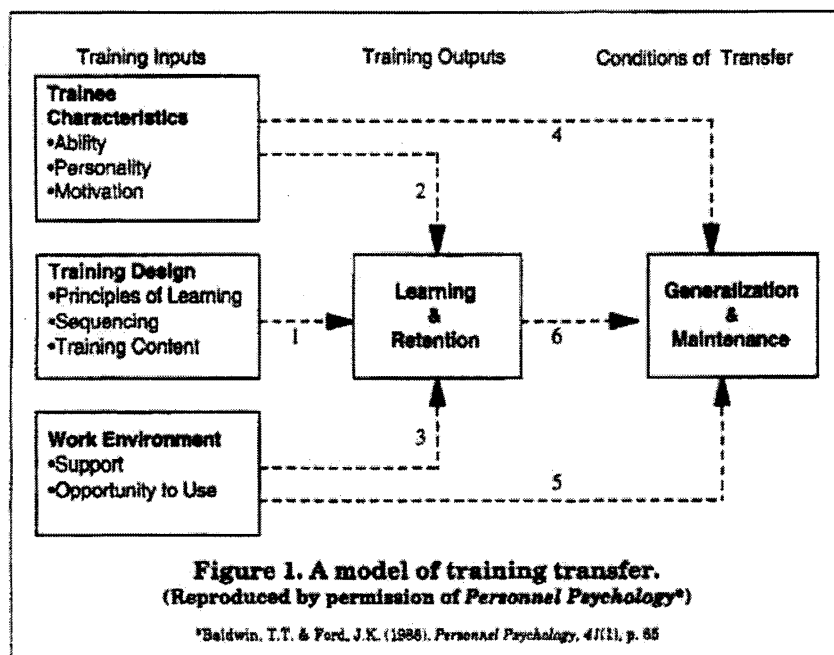 Training Inputs Training Outputs Conditions of Transfer
Trainee
Characteristics
•Ability
•Personality
•Motivation
4
2
Training Design
•Principles of Learning
•Sequencing
•Training Content
1
Learning
&
Retention
6
Generalization
&
Maintenance
Work Environment
•Support
•Opportunity to Use
3
5
Figure 1. A model of training transfer.
(Reproduced by permission of Personnel Psychology*)
*Baldwin, T.T. & Ford, J.K. (1988). Personnel Psychology, 41(1), p. 65